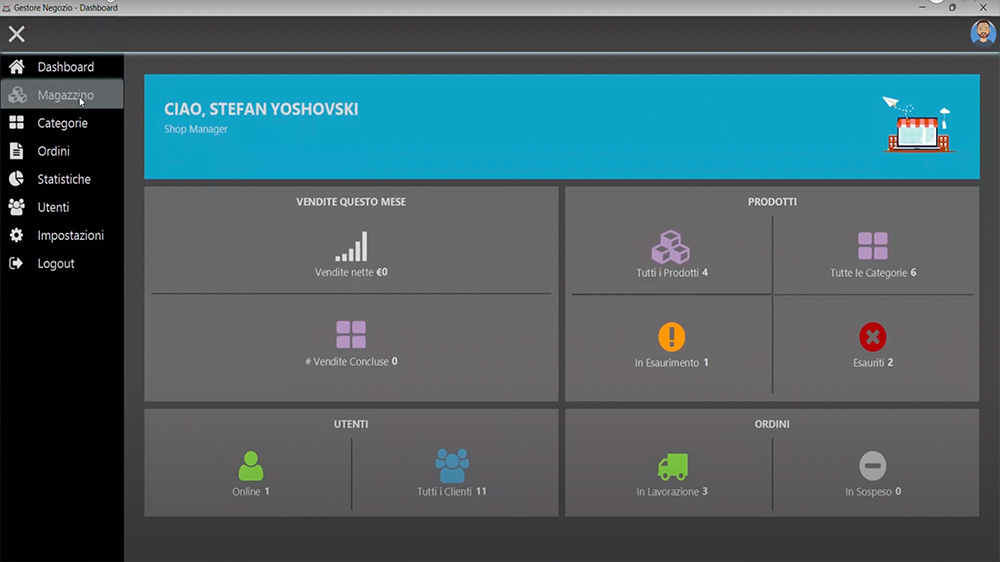 Gestore Negozio - Dashboard
Dashboard
Magazzino
Categorie
Ordini
Statistiche
Utenti
Impostazioni
Logout
CIAO, STEFAN YOSHOVSKI
Shop Manager
VENDITE QUESTO MESE
Vendite nette €0
# Vendite Concluse 0
PRODOTTI
Tutti i Prodotti 4
Tutte le Categorie 6
In Esaurimento 1
Esauriti 2
UTENTI
Online 1
Tutti i Clienti 11
ORDINI
In Lavorazione 3
In Sospeso 0